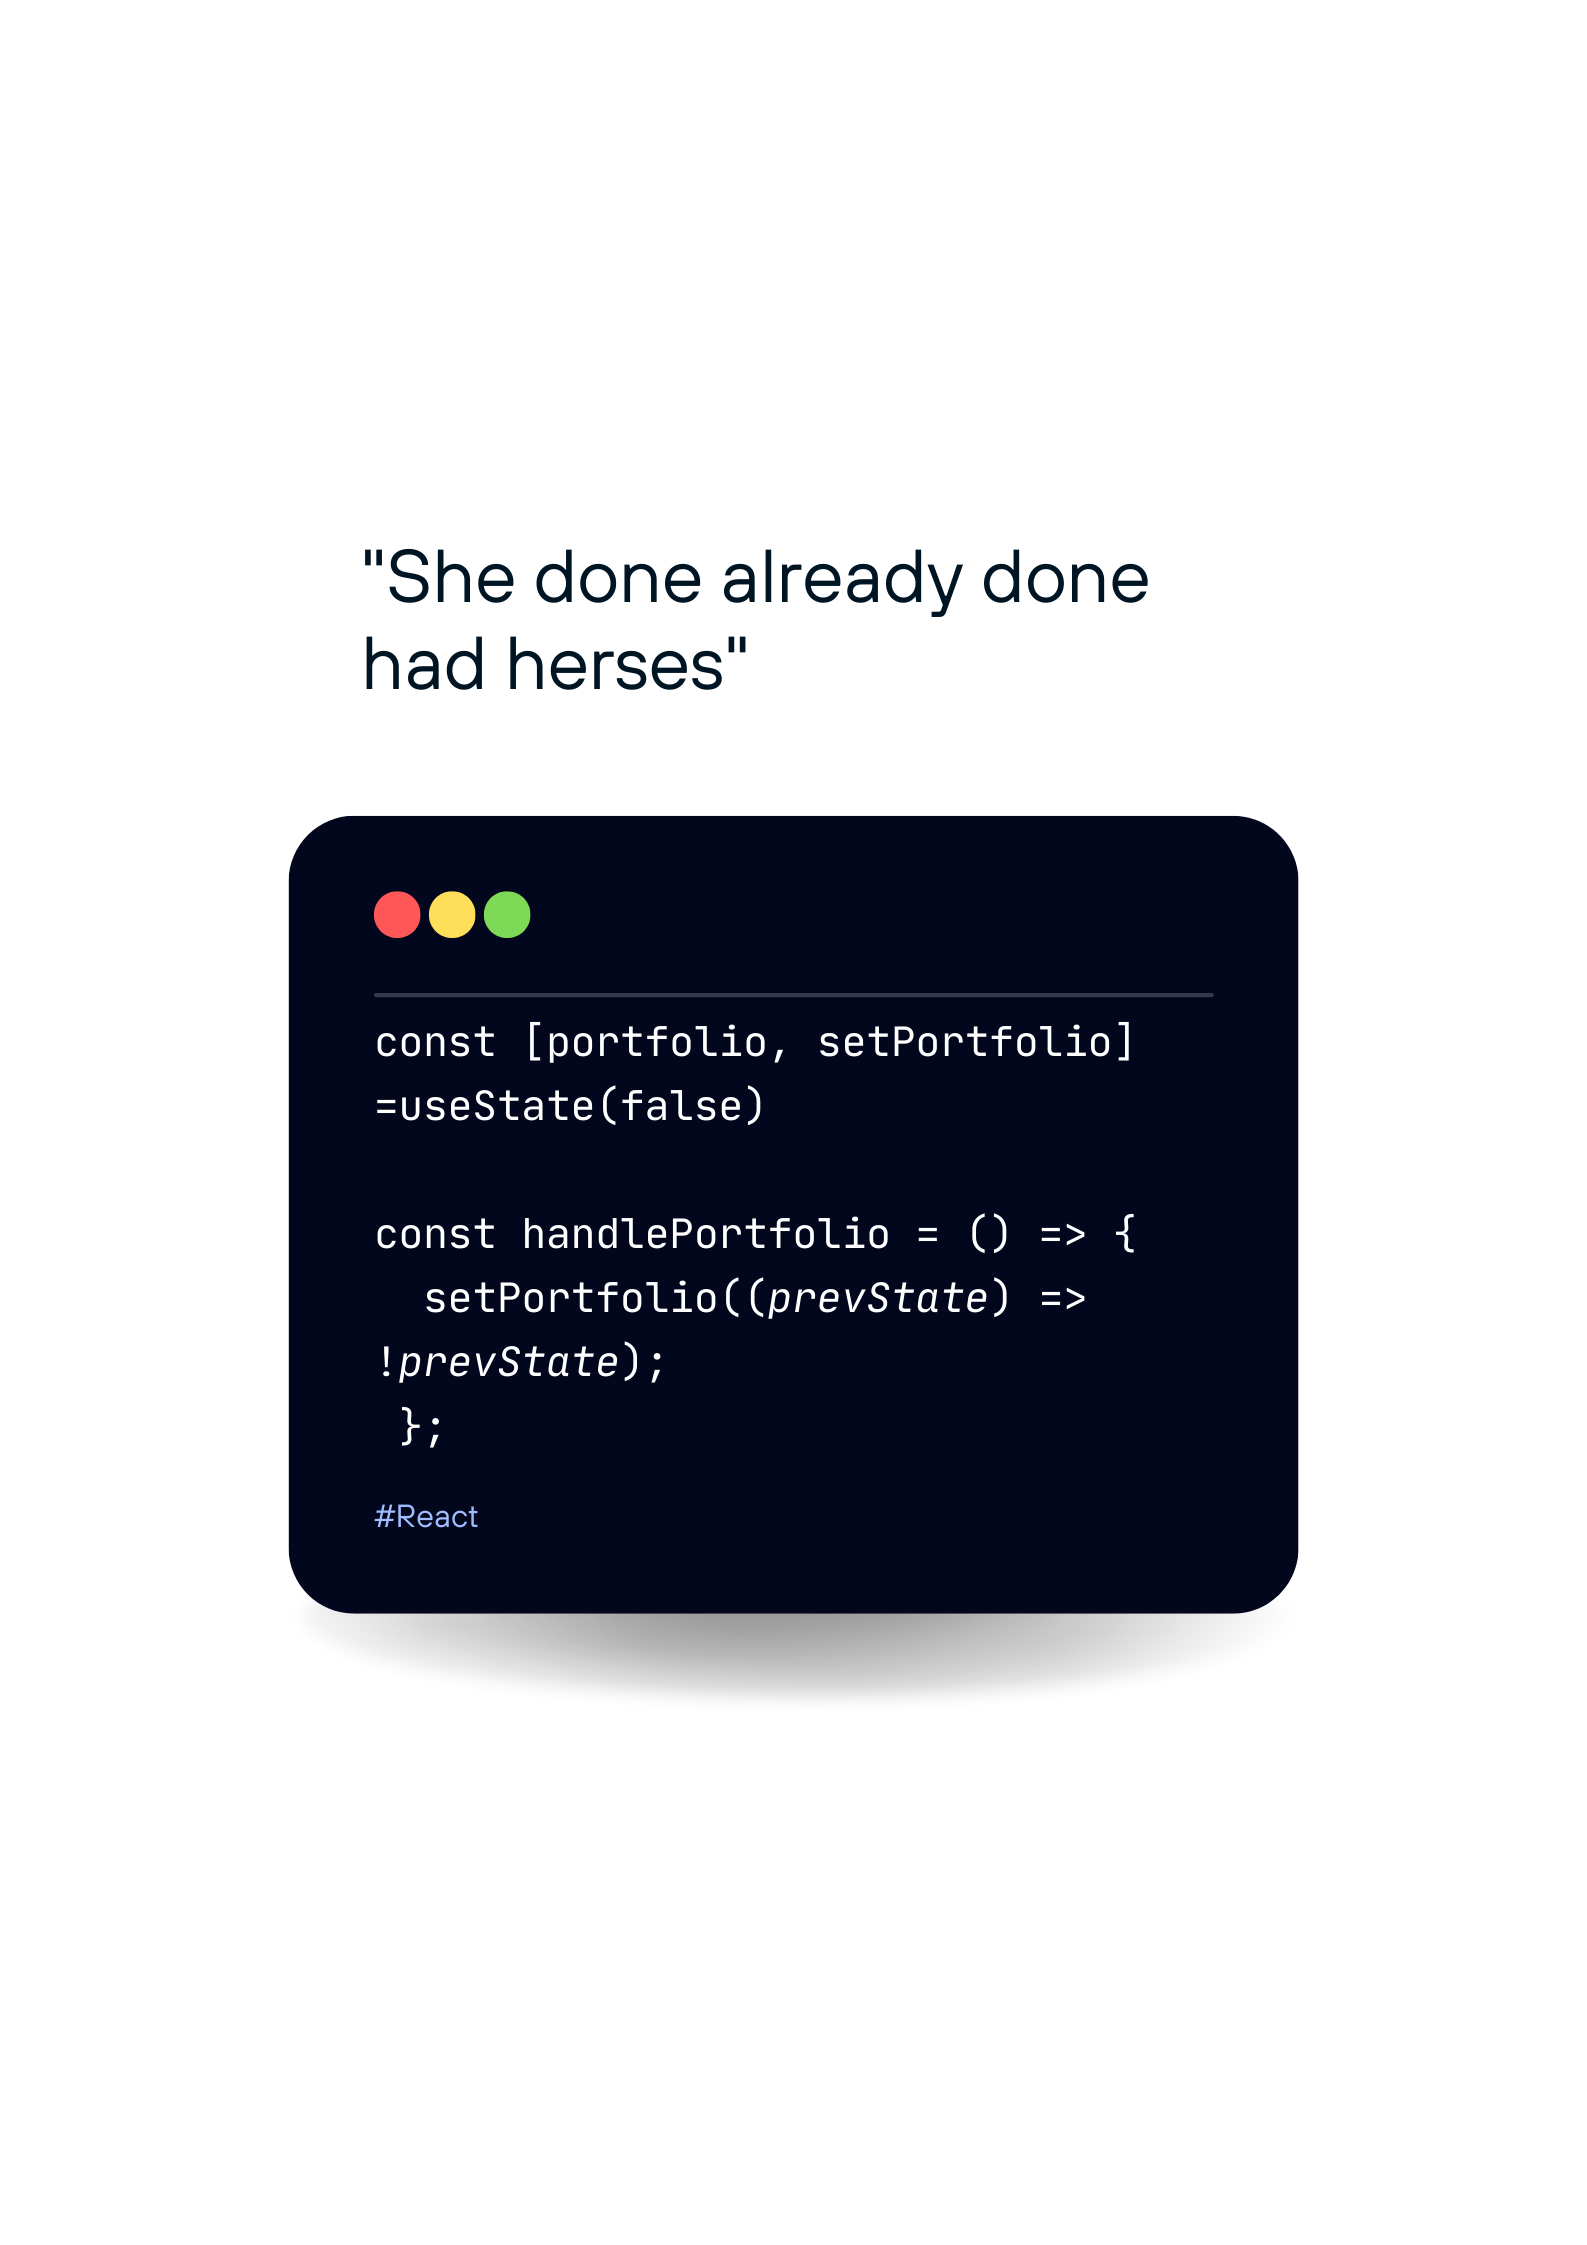 "She done already done
had herses"
const [portfolio, setPortfolio]
=useState(false)
const handlePortfolio = () => {
  setPortfolio((prevState) =>
!prevState);
 };
#React